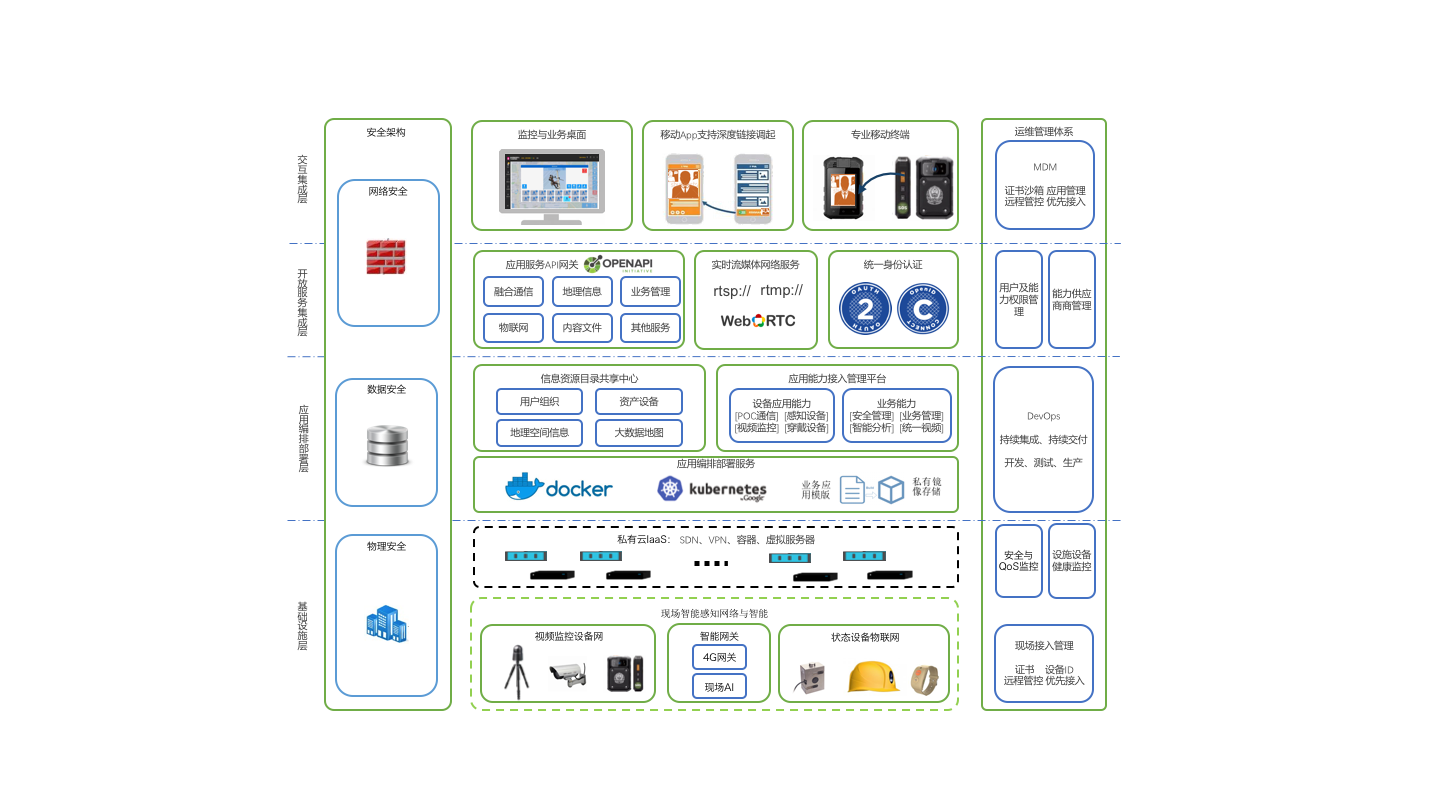 交互集成层
开放服务集成层
应用编排部署层
基础设施层
安全架构
网络安全
数据安全
物理安全
监控与业务桌面
移动App支持深度链接调起
专业移动终端
应用服务API网关
OPENAPI
INITIATIVE
融合通信
地理信息
业务管理
物联网
内容文件
其他服务
实时流媒体网络服务
rtsp://
rtmp://
WebRTC
统一身份认证
OAUTH
2
OAUTH
OpenID
C
CONNECT
信息资源目录共享中心
用户组织
资产设备
地理空间信息
大数据地图
应用能力接入管理平台
设备应用能力
[POC通信] [感知设备]
[视频监控] [穿戴设备]
业务能力
[安全管理] [业务管理]
[智能分析] [统一视频]
应用编排部署服务
docker
kubernetes
by Google
业务应
用模版
私有镜
像存储
私有云IaaS： SDN、VPN、容器、虚拟服务器
现场智能感知网络与智能
视频监控设备网
智能网关
4G网关
现场AI
状态设备物联网
运维管理体系
MDM
证书沙箱 应用管理
远程管控 优先接入
用户及能
力权限管
理
能力供应
商商管理
DevOps
持续集成、持续交付
开发、测试、生产
安全与
QoS监控
设施设备
健康监控
现场接入管理
证书 设备ID
远程管控 优先接入